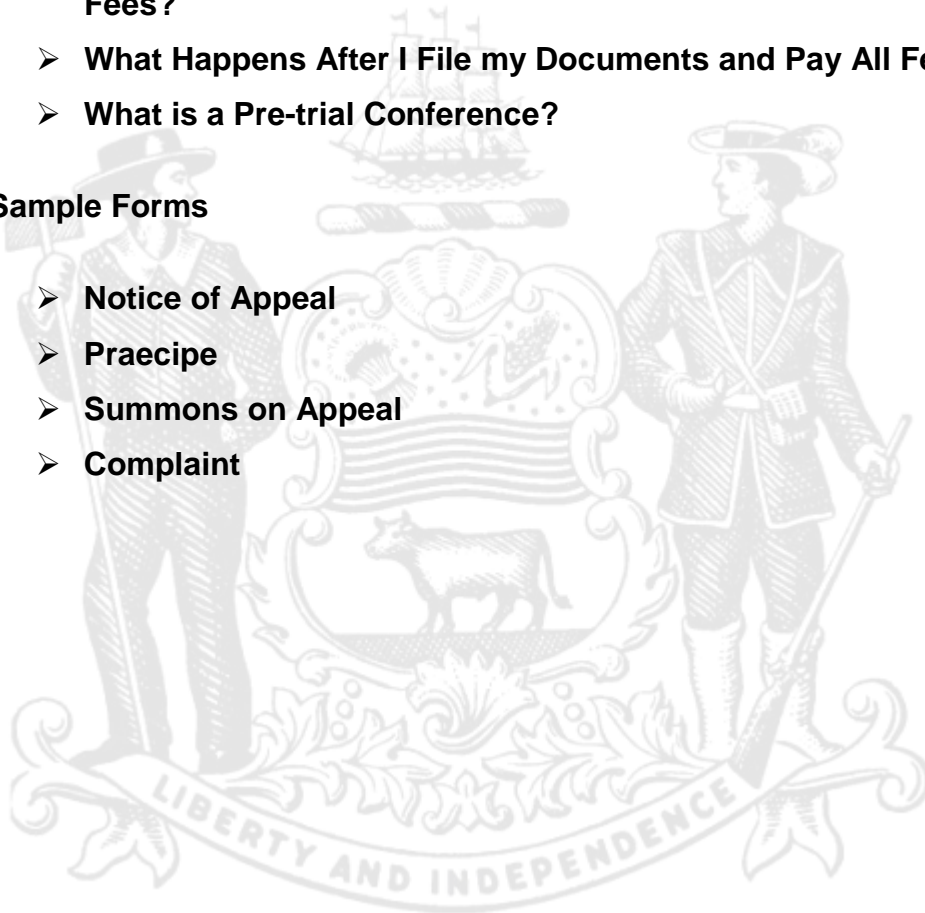 Fees?
➢ What Happens After I File my Documents and Pay All Fe
➢ What is a Pre-trial Conference?
Sample Forms
➢ Notice of Appeal
➢ Praecipe
➢ Summons on Appeal
➢ Complaint
LIBERTY AND INDEPENDENCE